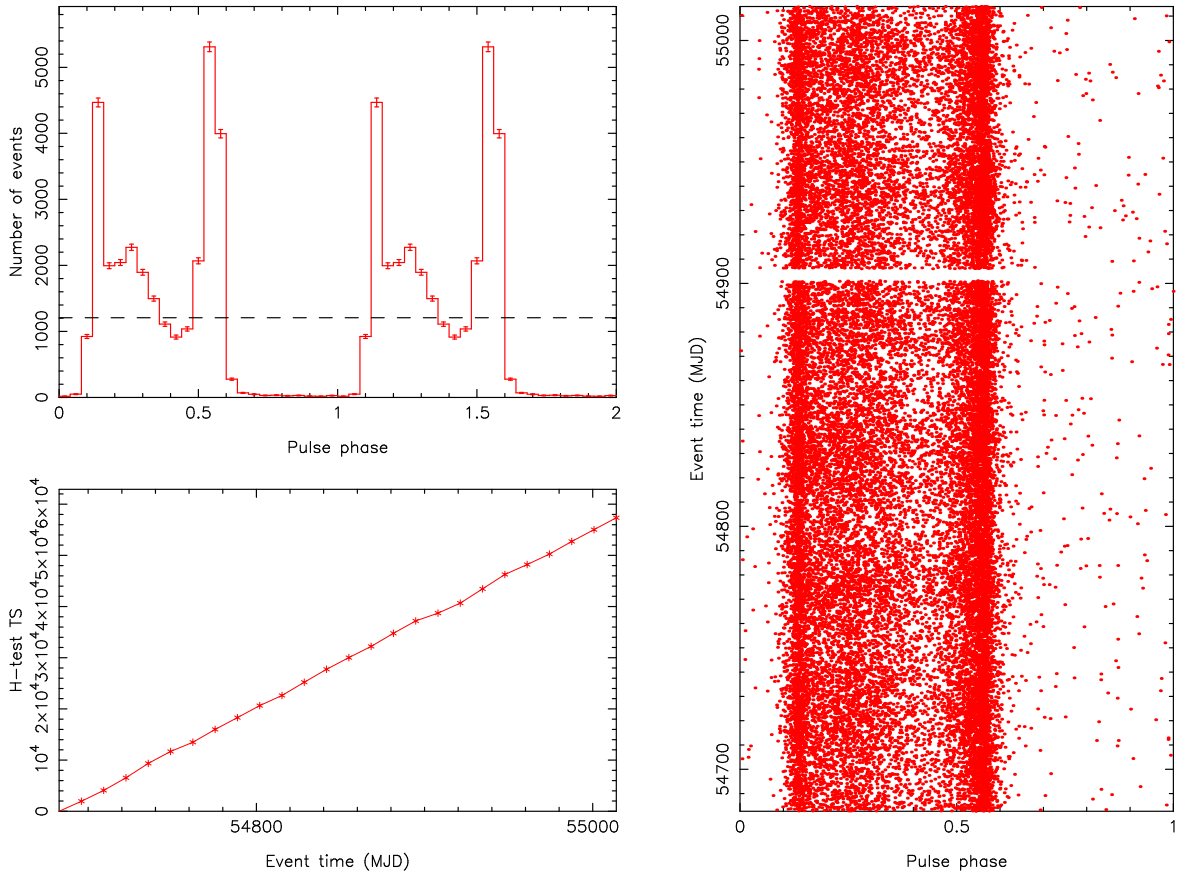 Number of events
5000
4000
3000
2000
1000
0
0 0.5 1 1.5 2
Pulse phase
H-test TS
6×10⁴
5×10⁴
4×10⁴
3×10⁴
2×10⁴
10⁴
0
54800 55000
Event time (MJD)
Event time (MJD)
55000
54900
54800
54700
0 0.5 1
Pulse phase